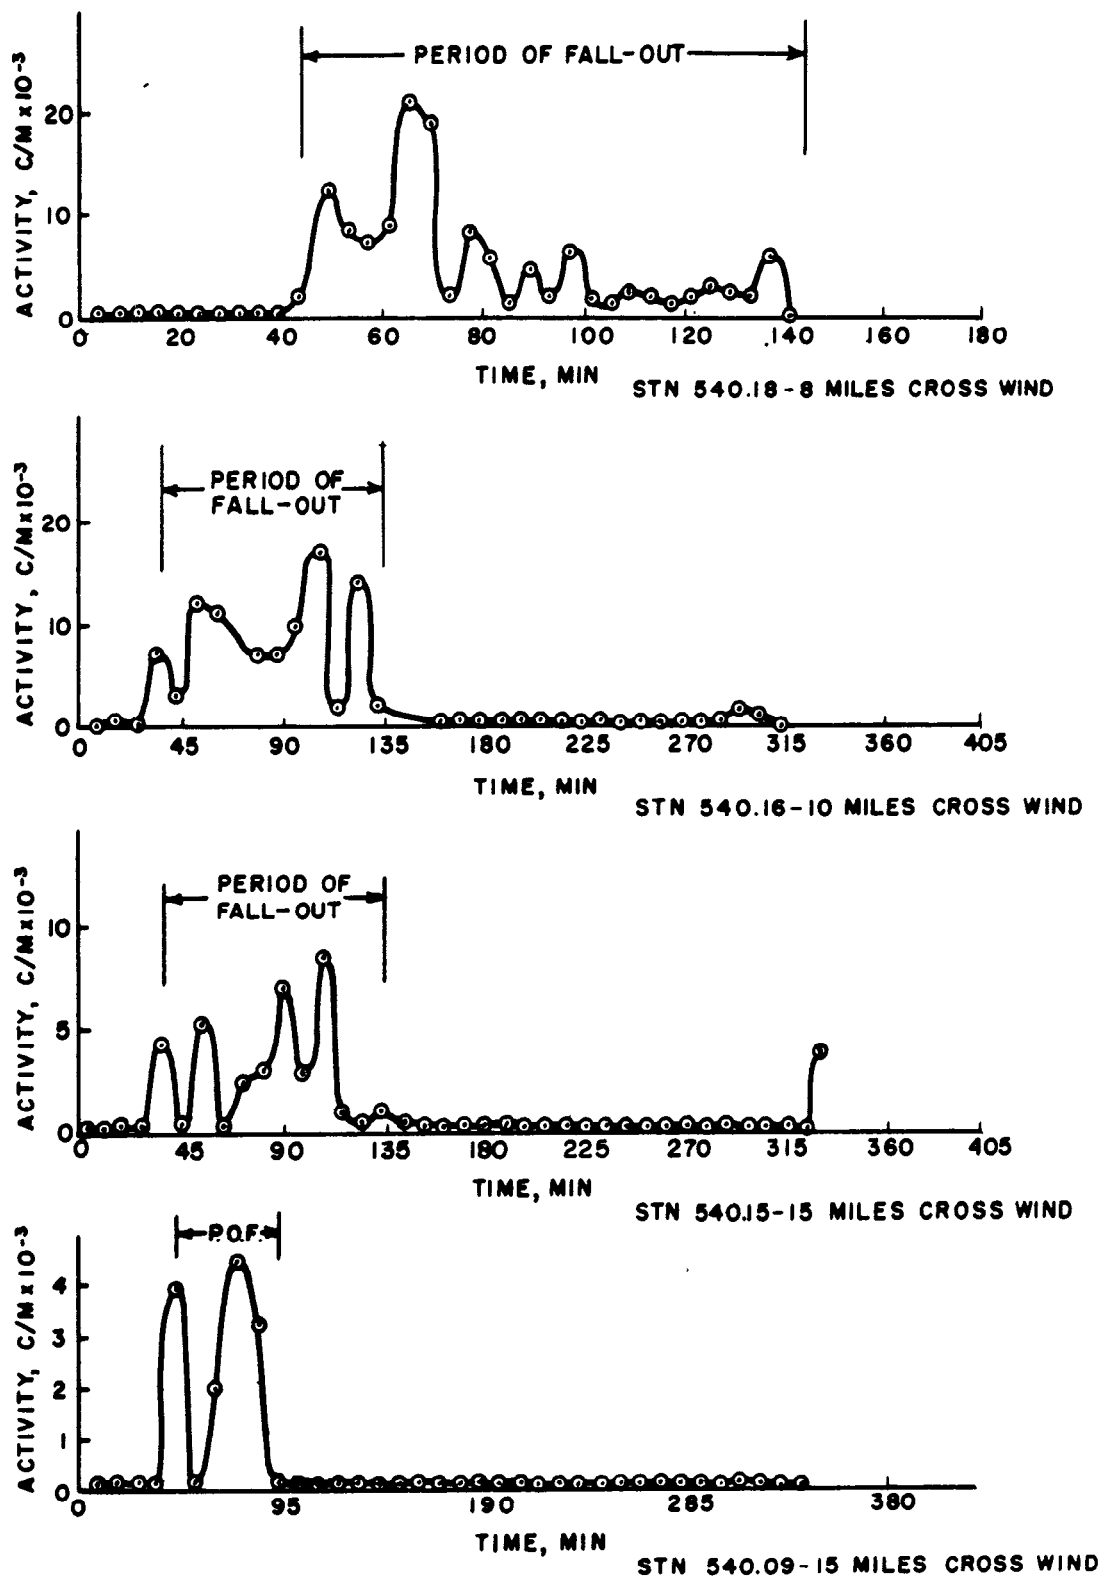 PERIOD OF FALL-OUT
ACTIVITY, C/M x 10-3
20
10
0
0 20 40 60 80 100 120 .140 .160 180
TIME, MIN
STN 540.18-8 MILES CROSS WIND
PERIOD OF
FALL-OUT
ACTIVITY, C/M x 10-3
20
10
0
0 45 90 135 180 225 270 315 360 405
TIME, MIN
STN 540.16-10 MILES CROSS WIND
PERIOD OF
FALL-OUT
ACTIVITY, C/M x 10-3
10
5
0
0 45 90 135 180 225 270 315 360 405
TIME, MIN
STN 540.15-15 MILES CROSS WIND
P.O.F.
ACTIVITY, C/M x 10-3
4
3
2
1
0
0 95 190 285 380
TIME, MIN
STN 540.09-15 MILES CROSS WIND